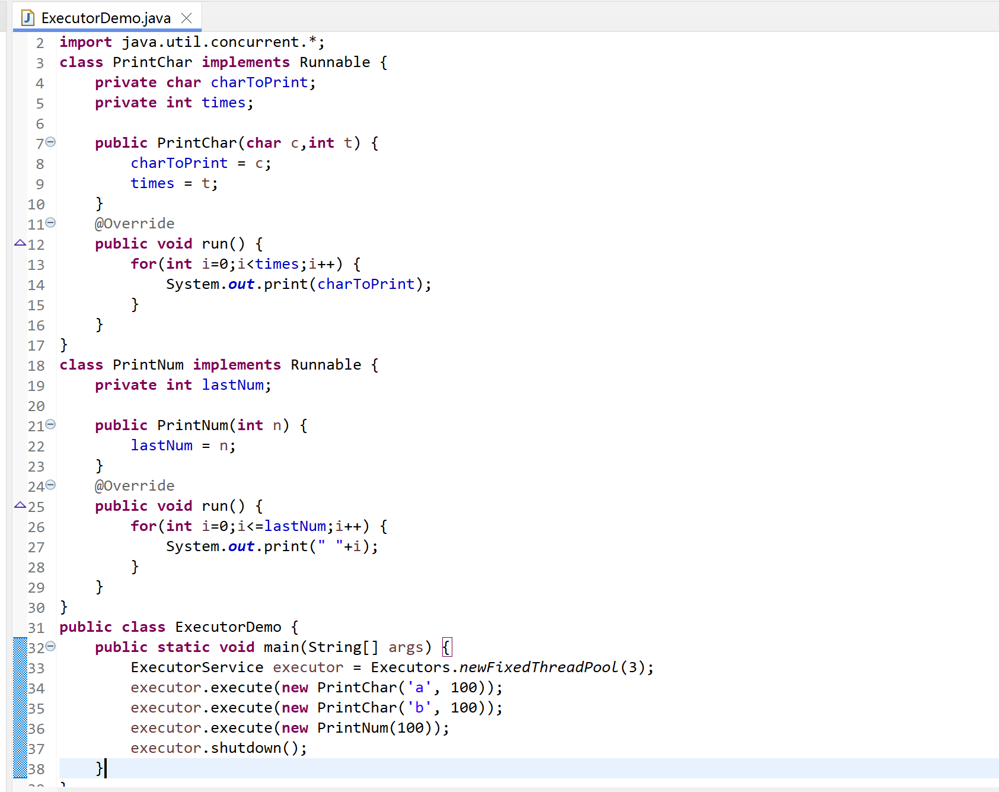 ExecutorDemo.java
2 import java.util.concurrent.*;
3 class PrintChar implements Runnable {
4     private char charToPrint;
5     private int times;
6
7     public PrintChar(char c,int t) {
8         charToPrint = c;
9         times = t;
10     }
11     @Override
12     public void run() {
13         for(int i=0;i<times;i++) {
14             System.out.print(charToPrint);
15         }
16     }
17 }
18 class PrintNum implements Runnable {
19     private int lastNum;
20
21     public PrintNum(int n) {
22         lastNum = n;
23     }
24     @Override
25     public void run() {
26         for(int i=0;i<=lastNum;i++) {
27             System.out.print(" "+i);
28         }
29     }
30 }
31 public class ExecutorDemo {
32     public static void main(String[] args) {
33         ExecutorService executor = Executors.newFixedThreadPool(3);
34         executor.execute(new PrintChar('a', 100));
35         executor.execute(new PrintChar('b', 100));
36         executor.execute(new PrintNum(100));
37         executor.shutdown();
38     }